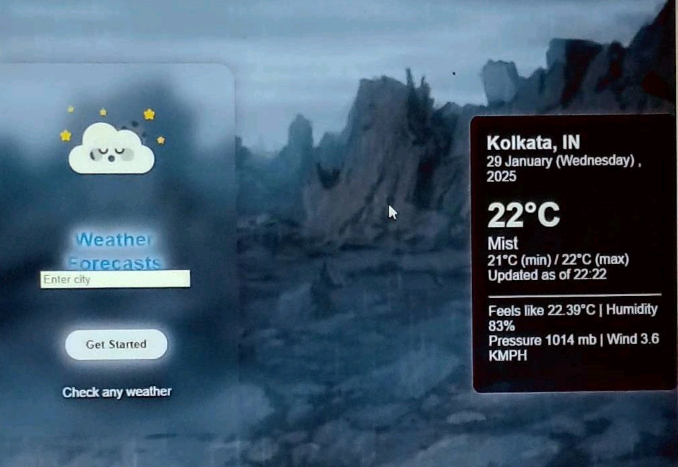 Weather
Forecasts
Enter city
Get Started
Check any weather
Kolkata, IN
29 January (Wednesday) ,
2025
22°C
Mist
21°C (min) / 22°C (max)
Updated as of 22:22
Feels like 22.39°C | Humidity
83%
Pressure 1014 mb | Wind 3.6
KMPH